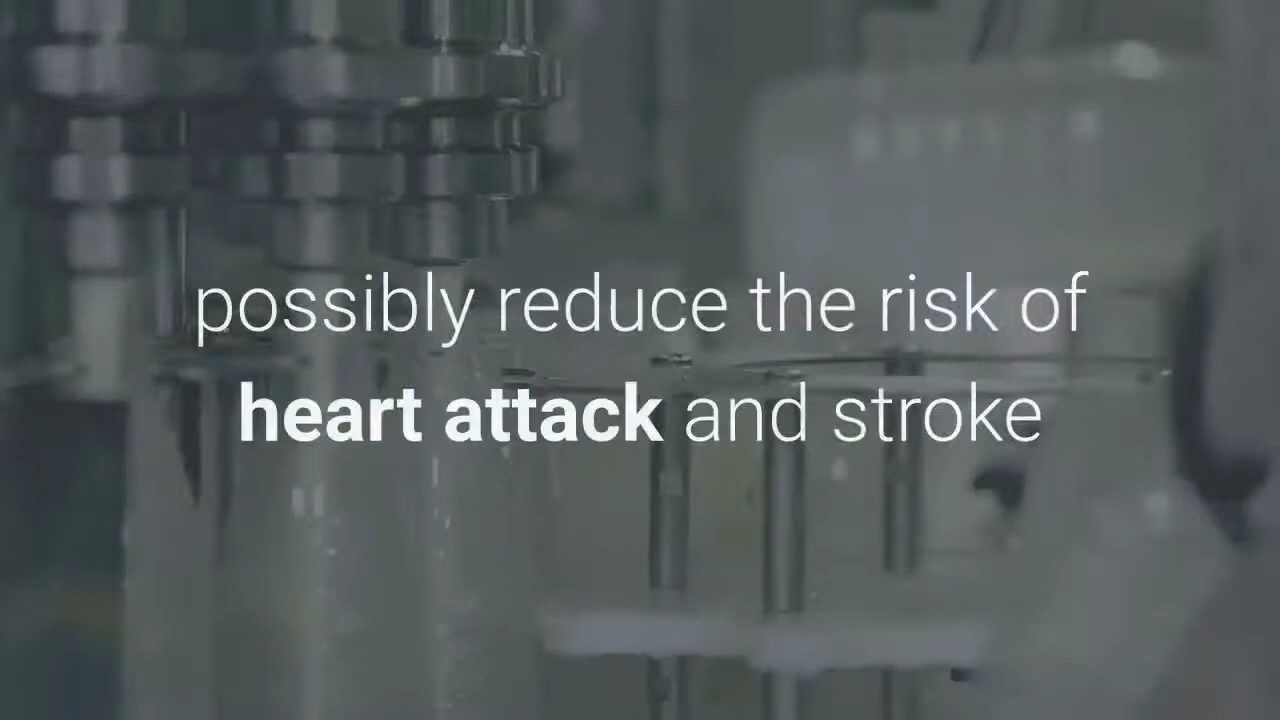 possibly reduce the risk of
heart attack and stroke